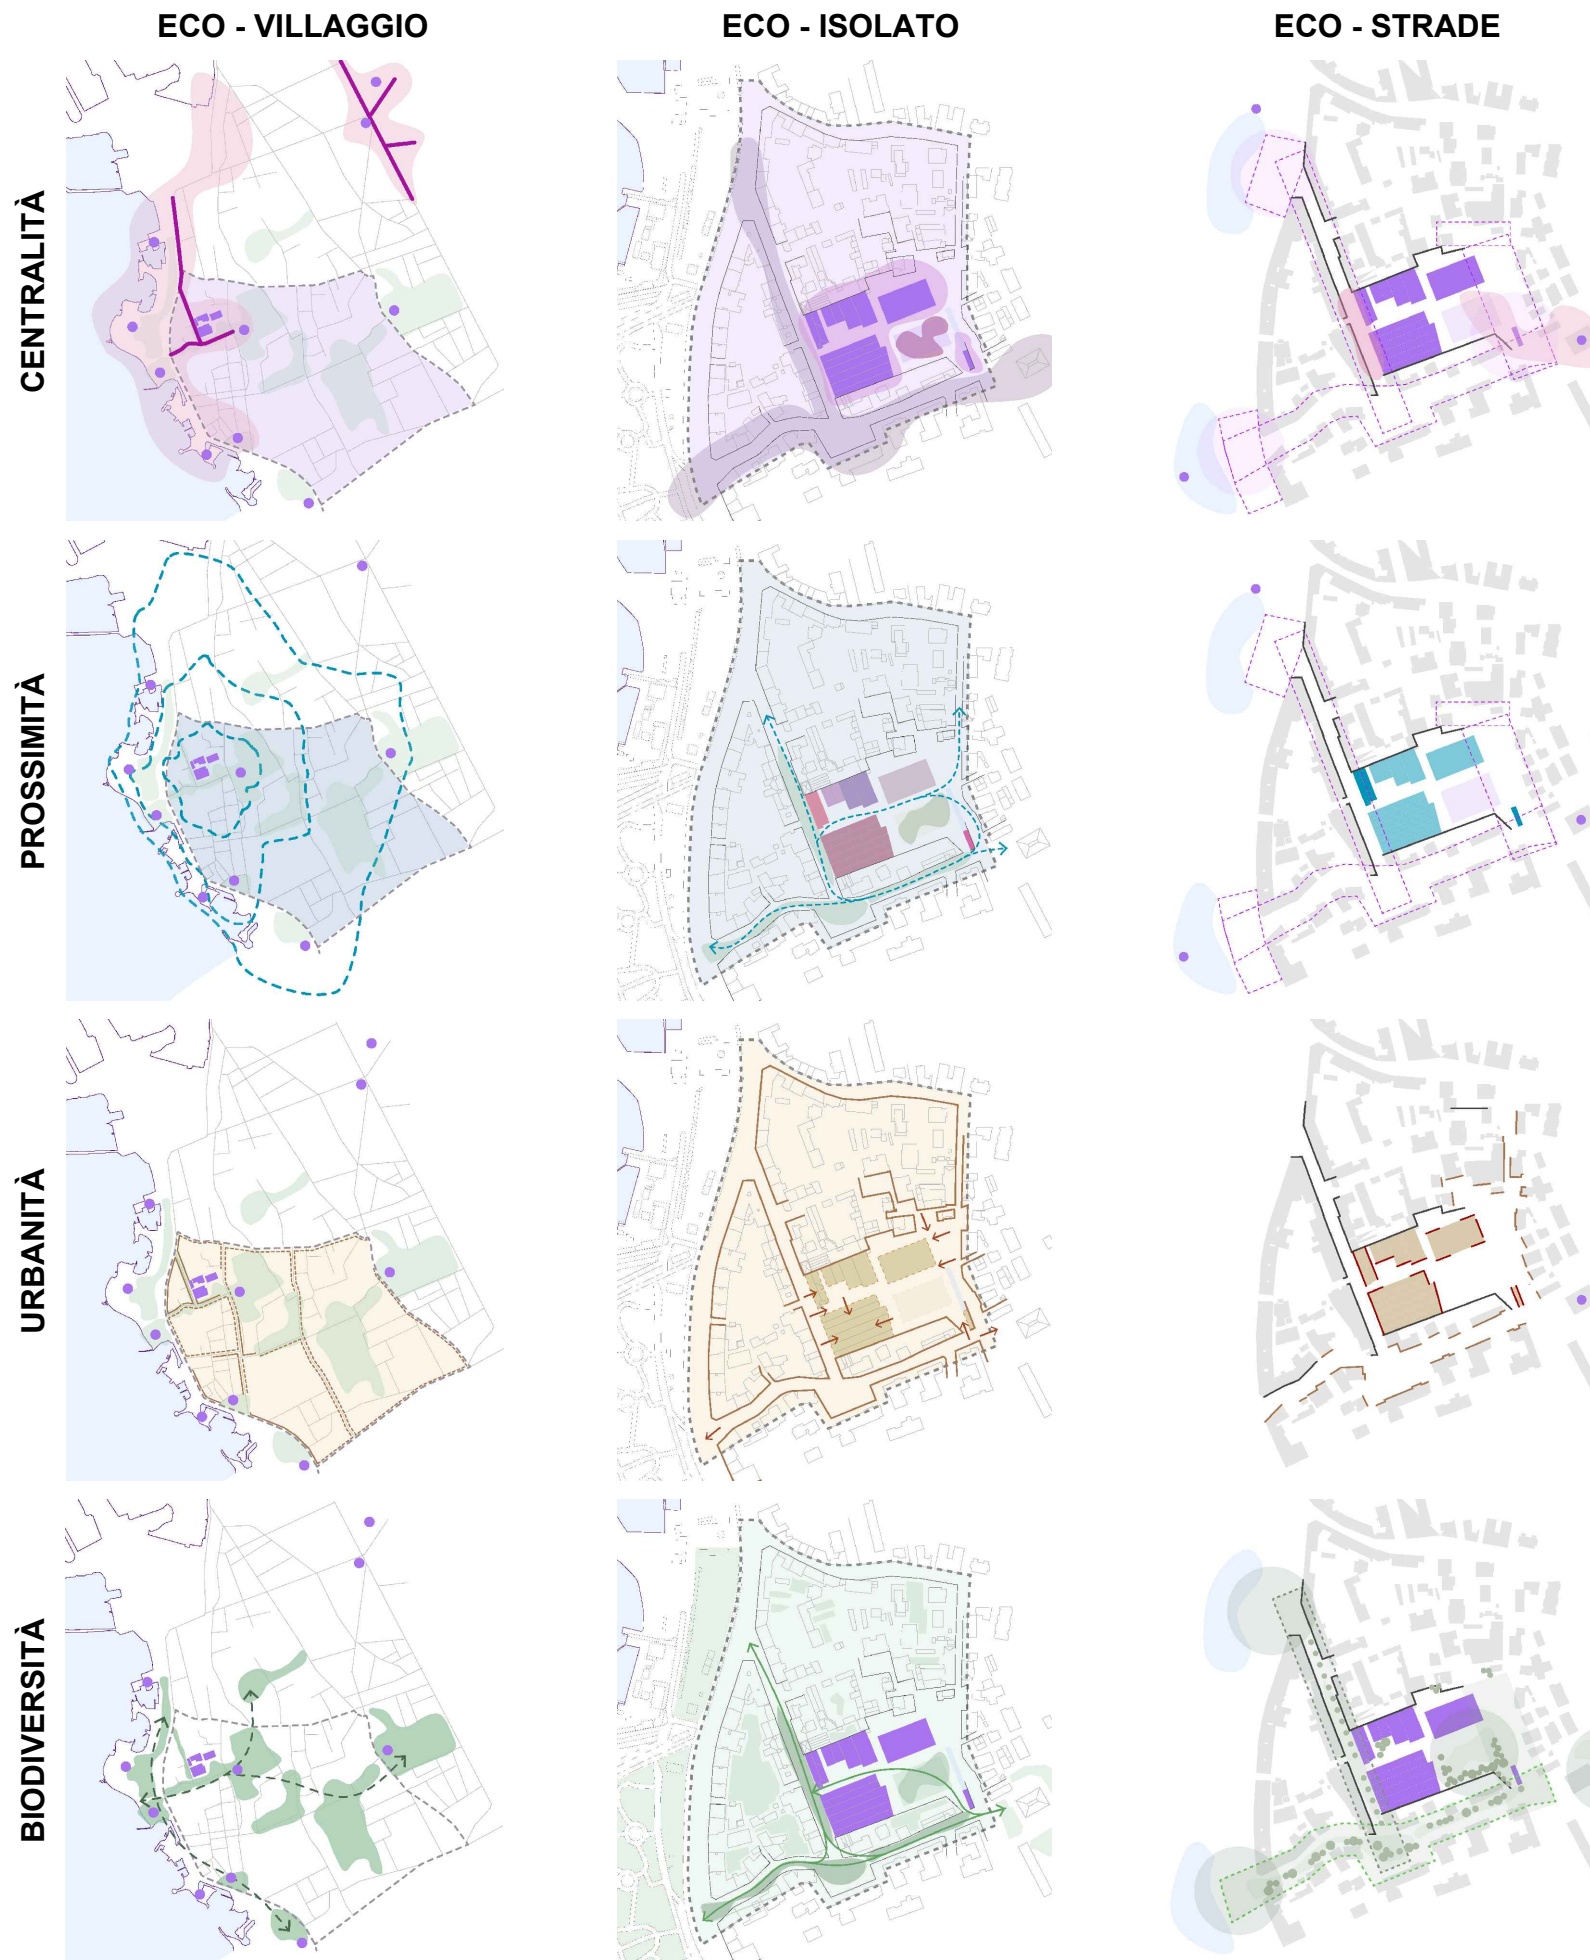 ECO - VILLAGGIO
ECO - ISOLATO
ECO - STRADE
CENTRALITÀ
PROSSIMITÀ
URBANITÀ
BIODIVERSITÀ